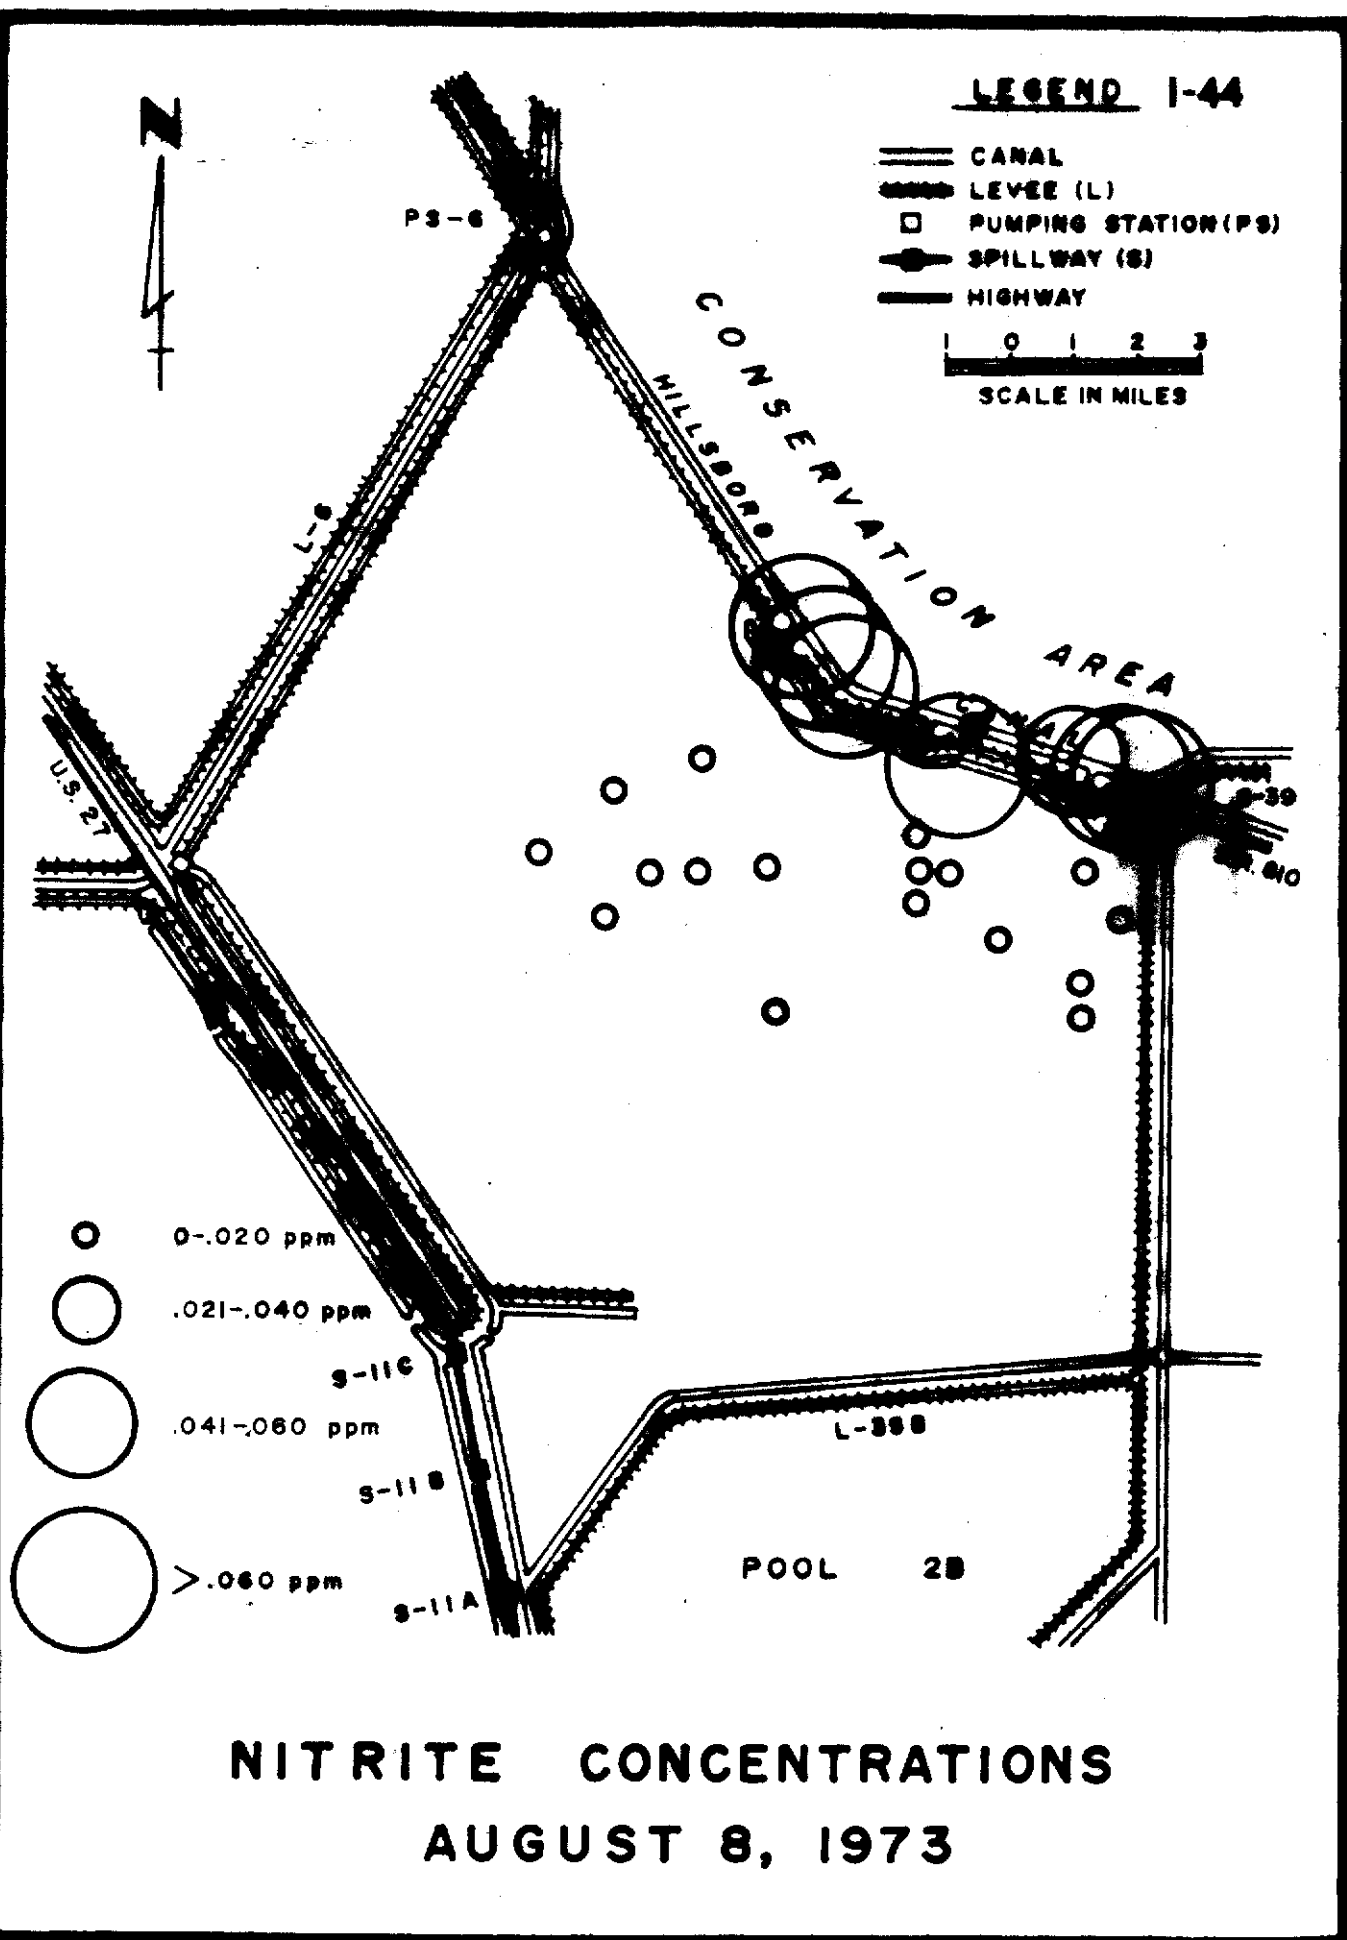 LEGEND I-44
N
CANAL
LEVEE (L)
PUMPING STATION (PS)
SPILLWAY (S)
HIGHWAY
1 0 1 2 3
SCALE IN MILES
PS-6
CONSERVATION AREA
HILLSBORO
CANAL
L-6
U.S. 27
S-39
0-.020 ppm
.021-.040 ppm
.041-.060 ppm
>.060 ppm
S-11C
S-11B
S-11A
POOL 2B
NITRITE CONCENTRATIONS
AUGUST 8, 1973